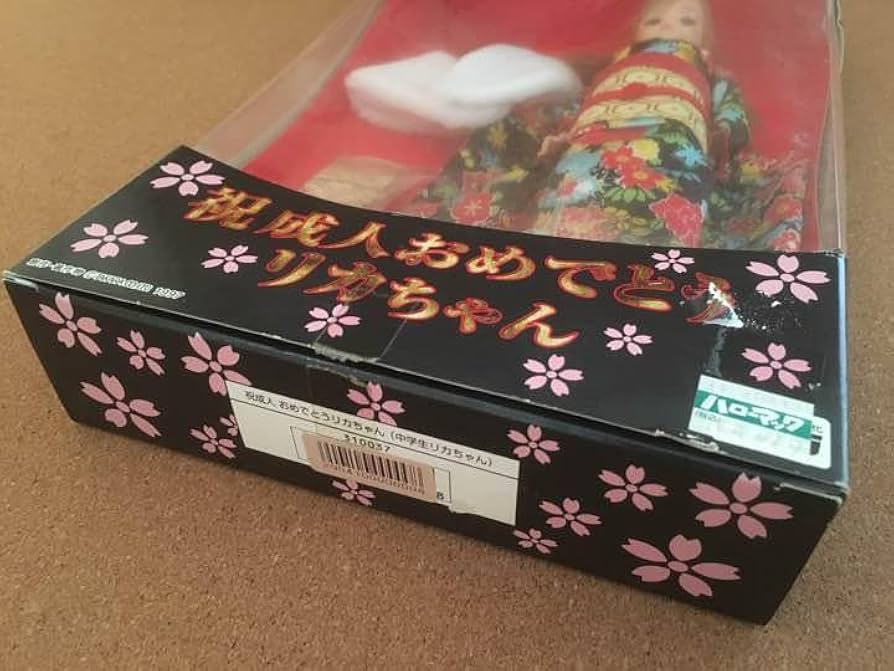 祝成人おめでとう
リカちゃん
1997
祝成人 おめでとうリカちゃん (中学生リカちゃん)
310037
8
ハローマック